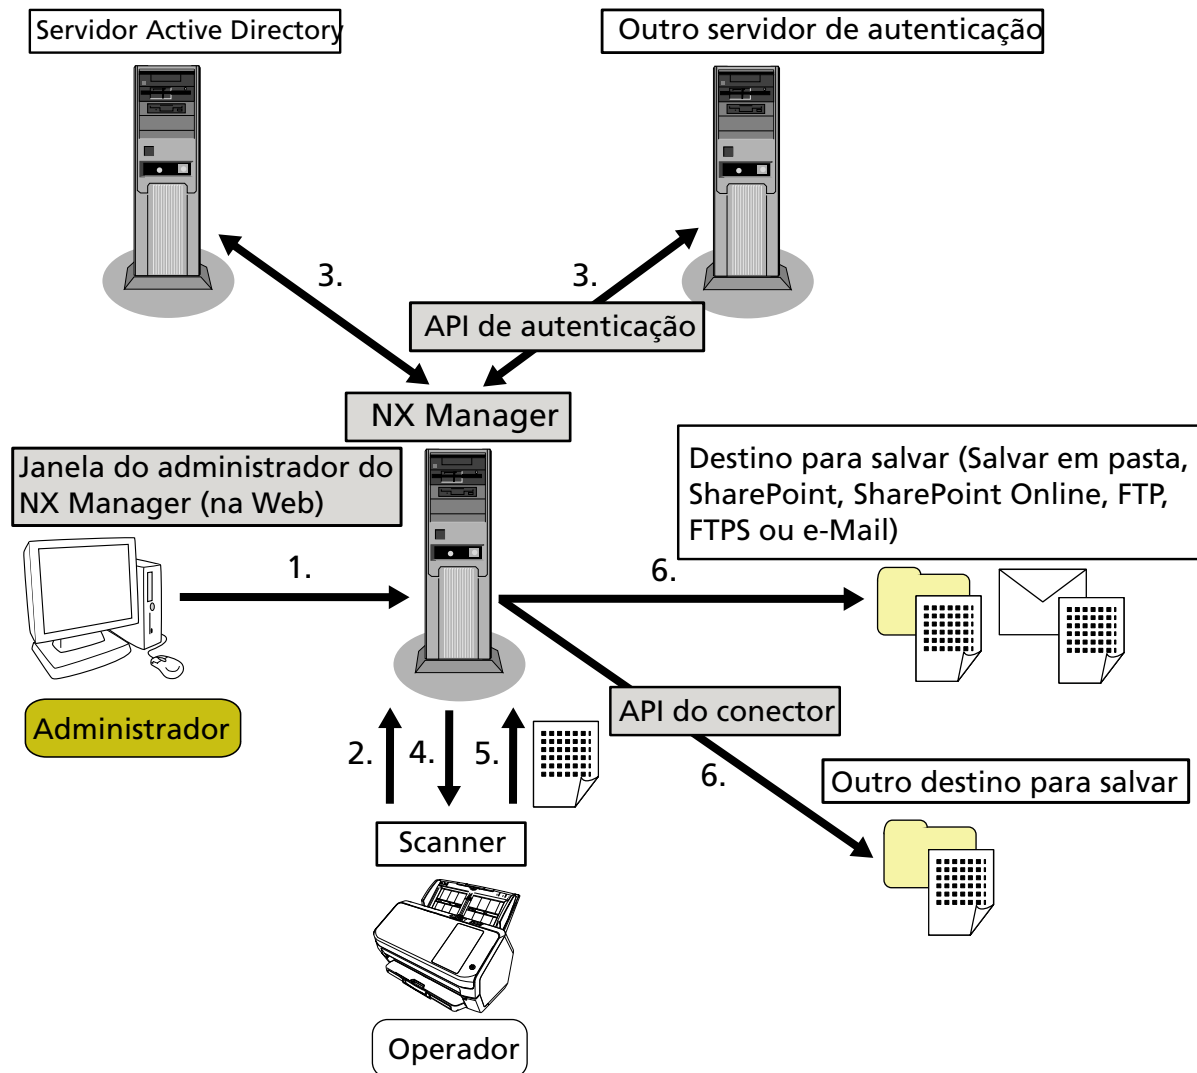 Servidor Active Directory
Outro servidor de autenticação
3.
3.
API de autenticação
NX Manager
Janela do administrador do
NX Manager (na Web)
Destino para salvar (Salvar em pasta,
SharePoint, SharePoint Online, FTP,
FTPS ou e-Mail)
1.
6.
Administrador
API do conector
2.
4.
5.
6.
Outro destino para salvar
Scanner
Operador